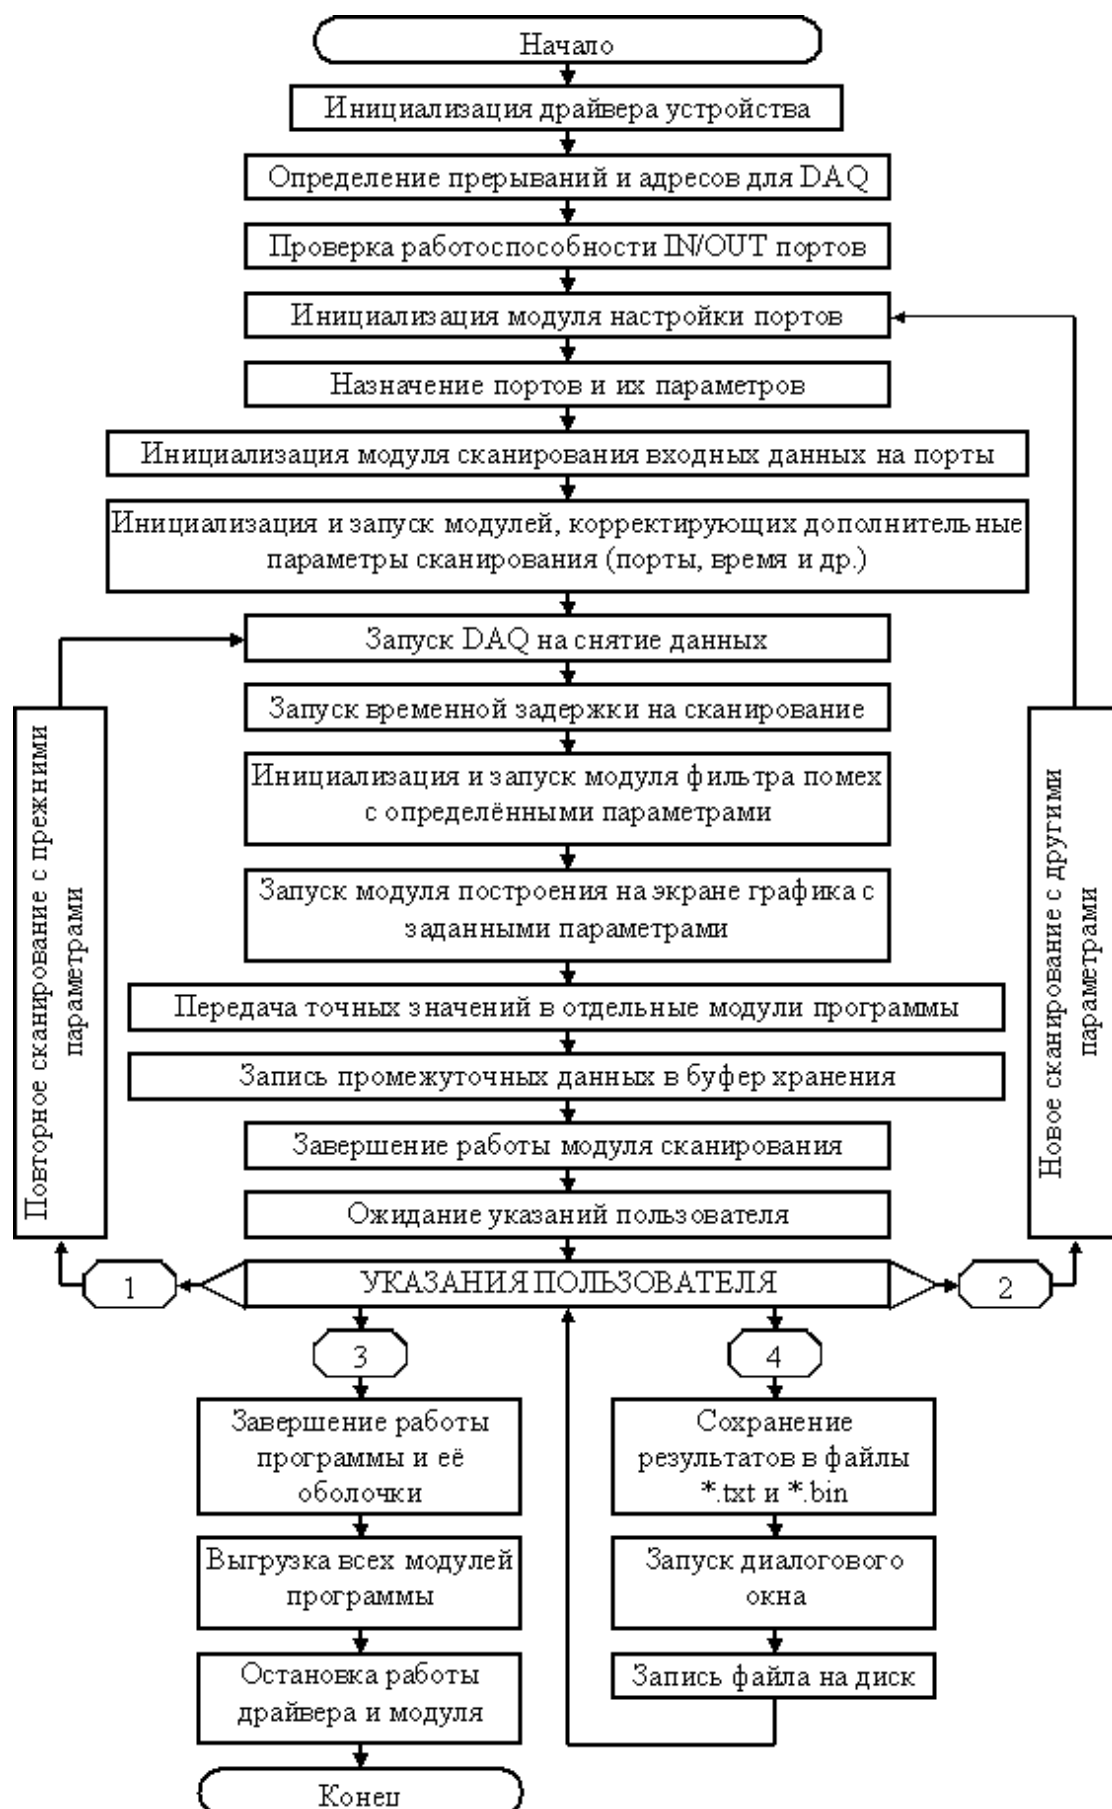 Начало
Инициализация драйвера устройства
Определение прерываний и адресов для DAQ
Проверка работоспособности IN/OUT портов
Инициализация модуля настройки портов
Назначение портов и их параметров
Инициализация модуля сканирования входных данных на порты
Инициализация и запуск модулей, корректирующих дополнительные
параметры сканирования (порты, время и др.)
Запуск DAQ на снятие данных
Запуск временной задержки на сканирование
Инициализация и запуск модуля фильтра помех
с определёнными параметрами
Запуск модуля построения на экране графика с
заданными параметрами
Передача точных значений в отдельные модули программы
Запись промежуточных данных в буфер хранения
Завершение работы модуля сканирования
Ожидание указаний пользователя
УКАЗАНИЯ ПОЛЬЗОВАТЕЛЯ
1
Повторное сканирование с прежними
параметрами
2
Новое сканирование с другими
параметрами
3
Завершение работы
программы и её
оболочки
Выгрузка всех модулей
программы
Остановка работы
драйвера и модуля
Конец
4
Сохранение
результатов в файлы
*.txt и *.bin
Запуск диалогового
окна
Запись файла на диск